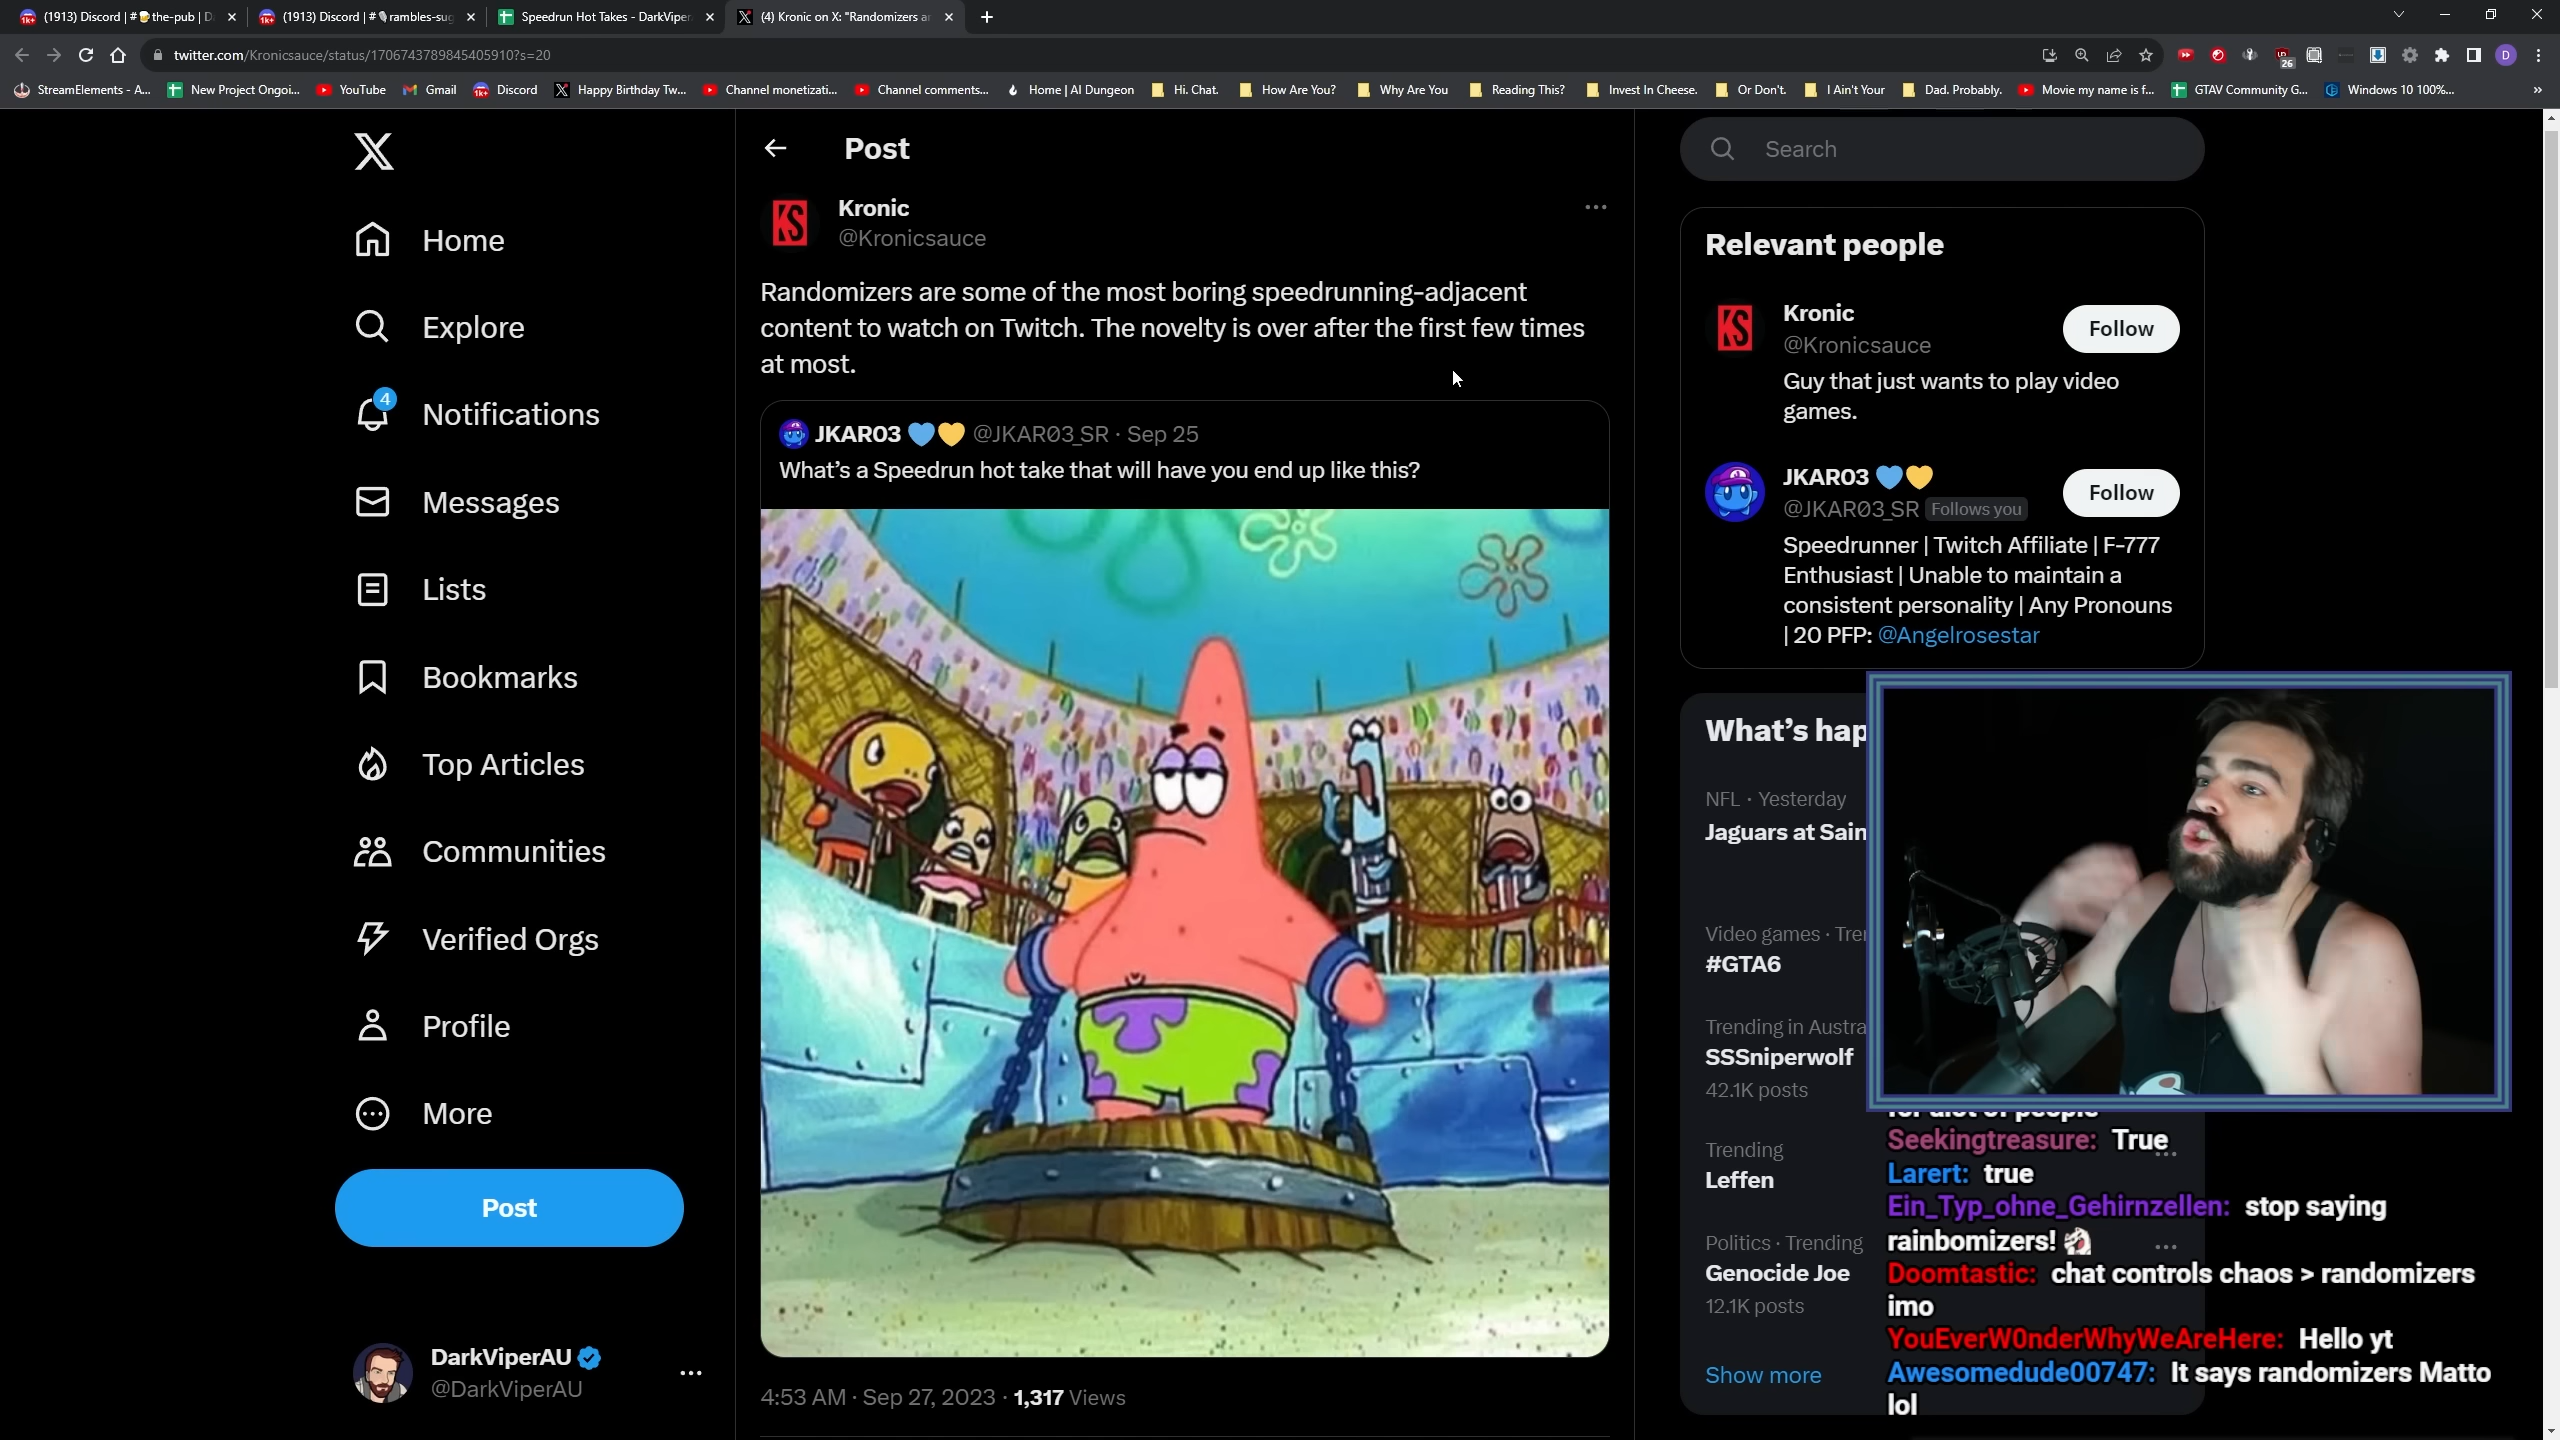 (1913) Discord | #🍺the-pub | D
(1913) Discord | #🎙rambles-sug
Speedrun Hot Takes - DarkViper
(4) Kronic on X: "Randomizers ar
twitter.com/Kronicsauce/status/1706743789845405910?s=20
26
D
StreamElements - A...
New Project Ongoi...
YouTube
Gmail
Discord
Happy Birthday Tw...
Channel monetizati...
Channel comments...
Home | AI Dungeon
Hi. Chat.
How Are You?
Why Are You
Reading This?
Invest In Cheese.
Or Don't.
I Ain't Your
Dad. Probably.
Movie my name is f...
GTAV Community G...
Windows 10 100%...
Home
Explore
4
Notifications
Messages
Lists
Bookmarks
Top Articles
Communities
Verified Orgs
Profile
More
Post
DarkViperAU
@DarkViperAU
Post
KS
Kronic
@Kronicsauce
Randomizers are some of the most boring speedrunning-adjacent
content to watch on Twitch. The novelty is over after the first few times
at most.
JKAR03 💙💛 @JKAR03_SR · Sep 25
What's a Speedrun hot take that will have you end up like this?
4:53 AM · Sep 27, 2023 · 1,317 Views
Search
Relevant people
KS
Kronic
@Kronicsauce
Follow
Guy that just wants to play video
games.
JKAR03 💙💛
@JKAR03_SR Follows you
Follow
Speedrunner | Twitch Affiliate | F-777
Enthusiast | Unable to maintain a
consistent personality | Any Pronouns
| 20 PFP: @Angelrosestar
What's hap
NFL · Yesterday
Jaguars at Sain
Video games · Tre
#GTA6
Trending in Austra
SSSniperwolf
42.1K posts
Trending
Leffen
Politics · Trending
Genocide Joe
12.1K posts
Show more
for alot of people
Seekingtreasure: True
Larert: true
Ein_Typ_ohne_Gehirnzellen: stop saying
rainbomizers!
Doomtastic: chat controls chaos > randomizers
imo
YouEverW0nderWhyWeAreHere: Hello yt
Awesomedude00747: It says randomizers Matto
lol